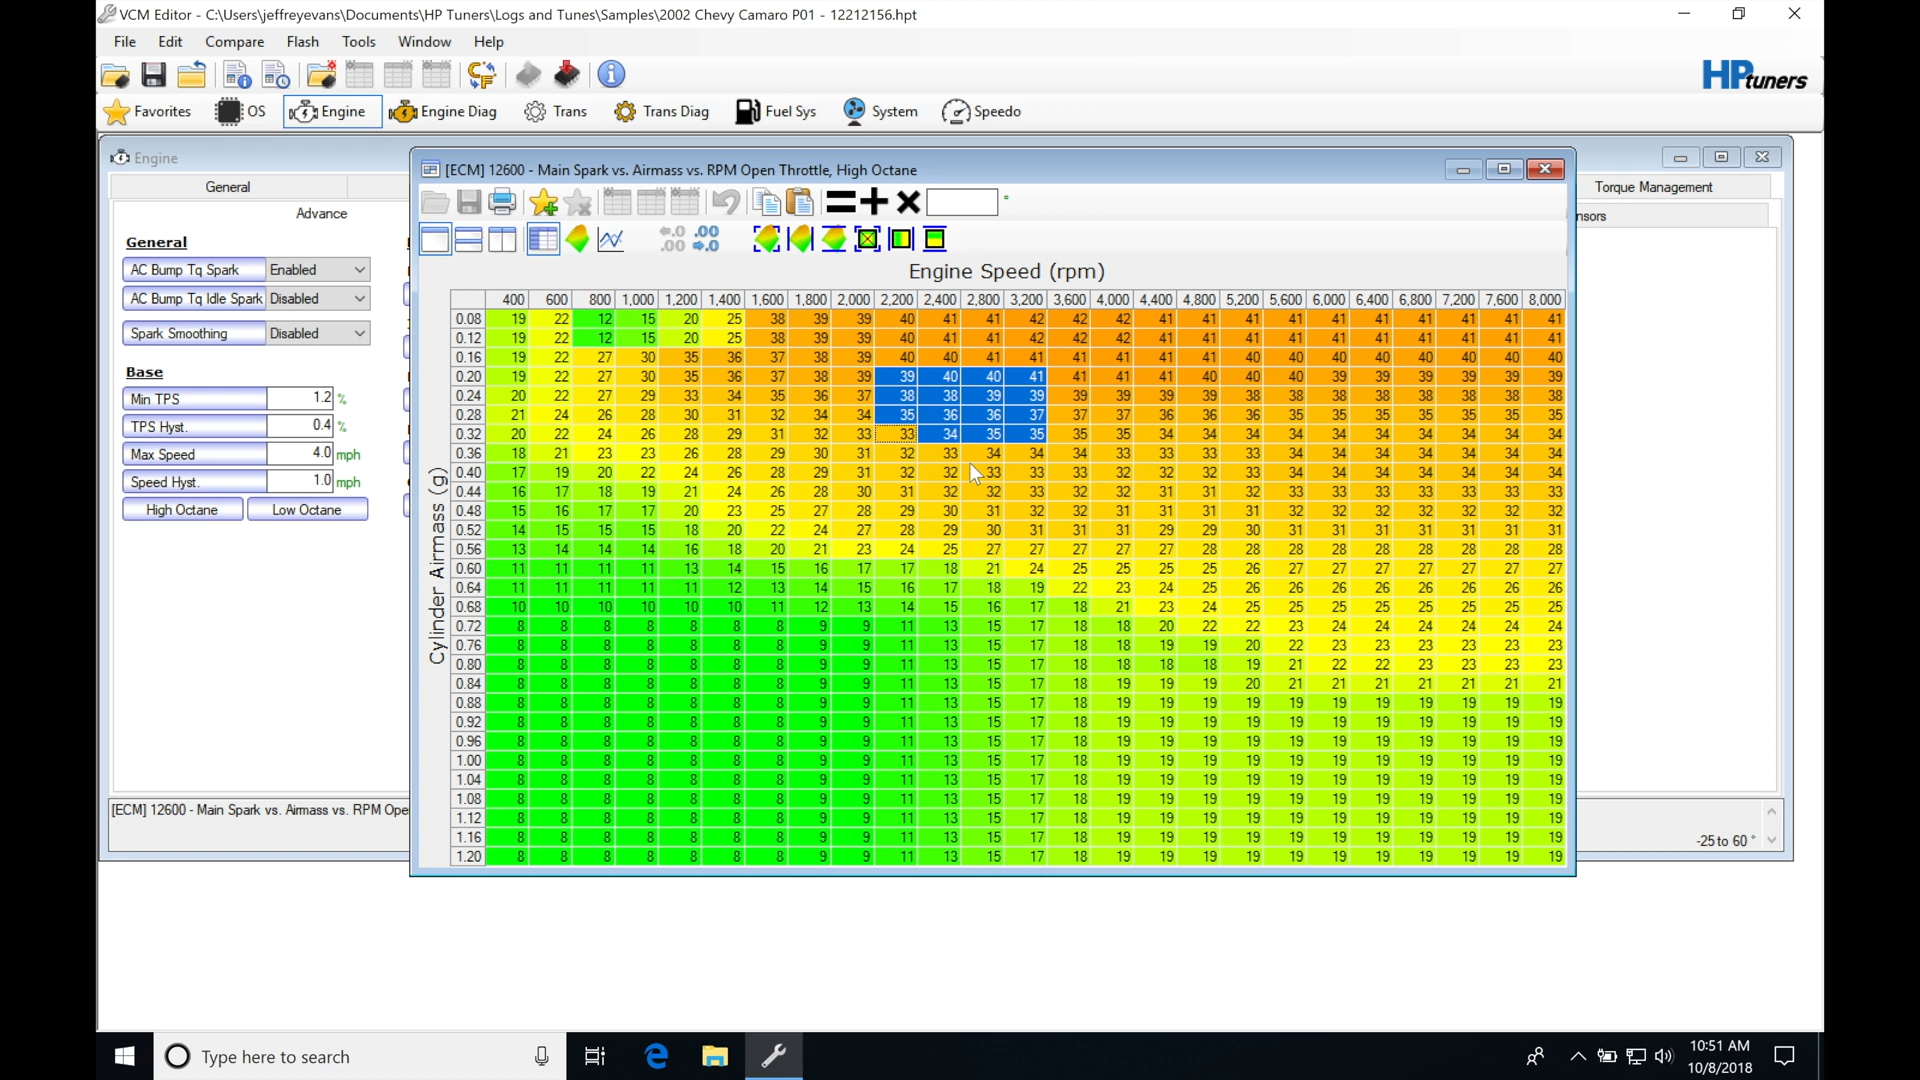 VCM Editor - C:\Users\jeffreyevans\Documents\HP Tuners\Logs and Tunes\Samples\2002 Chevy Camaro P01 - 12212156.hpt
File Edit Compare Flash Tools Window Help
HPtuners
Favorites OS Engine Engine Diag Trans Trans Diag Fuel Sys System Speedo
Engine
[ECM] 12600 - Main Spark vs. Airmass vs. RPM Open Throttle, High Octane
General
Torque Management
Advance
nsors
General
AC Bump Tq Spark Enabled
AC Bump Tq Idle Spark Disabled
Spark Smoothing Disabled
Base
Min TPS 1.2 %
TPS Hyst. 0.4 %
Max Speed 4.0 mph
Speed Hyst. 1.0 mph
High Octane Low Octane
°
Engine Speed (rpm)
Cylinder Airmass (g)
400 600 800 1,000 1,200 1,400 1,600 1,800 2,000 2,200 2,400 2,800 3,200 3,600 4,000 4,400 4,800 5,200 5,600 6,000 6,400 6,800 7,200 7,600 8,000
0.08 19 22 12 15 20 25 38 39 39 40 41 41 42 42 42 41 41 41 41 41 41 41 41 41 41
0.12 19 22 12 15 20 25 38 39 39 40 41 41 42 42 42 41 41 41 41 41 41 41 41 41 41
0.16 19 22 27 30 35 36 37 38 39 40 40 41 41 41 41 41 41 40 40 40 40 40 40 40 40
0.20 19 22 27 30 35 36 37 38 39 39 40 40 41 41 41 41 40 40 40 39 39 39 39 39 39
0.24 20 22 27 29 33 34 35 36 37 38 38 39 39 39 39 39 39 38 38 38 38 38 38 38 38
0.28 21 24 26 28 30 31 32 34 34 35 36 36 37 37 37 36 36 36 35 35 35 35 35 35 35
0.32 20 22 24 26 28 29 31 32 33 33 34 35 35 35 35 34 34 34 34 34 34 34 34 34 34
0.36 18 21 23 23 26 28 29 30 31 32 33 34 34 34 33 33 33 34 34 34 34 34 34 34 34
0.40 17 19 20 22 24 26 28 29 31 32 32 33 33 33 32 32 32 33 34 34 34 34 34 34 34
0.44 16 17 18 19 21 24 26 28 30 31 32 32 33 32 32 31 31 32 33 33 33 33 33 33 33
0.48 15 16 17 17 20 23 25 27 28 29 30 31 32 32 31 31 31 31 32 32 32 32 32 32 32
0.52 14 15 15 15 18 20 22 24 27 28 29 30 31 31 31 29 29 30 31 31 31 31 31 31 31
0.56 13 14 14 14 16 18 20 21 23 24 25 27 27 27 27 27 28 28 28 28 28 28 28 28 28
0.60 11 11 11 11 13 14 15 16 17 17 18 21 24 25 25 25 25 26 27 27 27 27 27 27 27
0.64 11 11 11 11 11 12 13 14 15 16 17 18 19 22 23 24 25 26 26 26 26 26 26 26 26
0.68 10 10 10 10 10 10 11 12 13 14 15 16 17 18 21 23 24 25 25 25 25 25 25 25 25
0.72 8 8 8 8 8 8 8 9 9 11 13 15 17 18 18 20 22 22 23 24 24 24 24 24 24
0.76 8 8 8 8 8 8 8 9 9 11 13 15 17 18 18 19 19 20 22 23 23 23 23 23 23
0.80 8 8 8 8 8 8 8 9 9 11 13 15 17 18 18 18 18 19 21 22 22 23 23 23 23
0.84 8 8 8 8 8 8 8 9 9 11 13 15 17 18 19 19 19 20 21 21 21 21 21 21 21
0.88 8 8 8 8 8 8 8 9 9 11 13 15 17 18 19 19 19 19 19 19 19 19 19 19 19
0.92 8 8 8 8 8 8 8 9 9 11 13 15 17 18 19 19 19 19 19 19 19 19 19 19 19
0.96 8 8 8 8 8 8 8 9 9 11 13 15 17 18 19 19 19 19 19 19 19 19 19 19 19
1.00 8 8 8 8 8 8 8 9 9 11 13 15 17 18 19 19 19 19 19 19 19 19 19 19 19
1.04 8 8 8 8 8 8 8 9 9 11 13 15 17 18 19 19 19 19 19 19 19 19 19 19 19
1.08 8 8 8 8 8 8 8 9 9 11 13 15 17 18 19 19 19 19 19 19 19 19 19 19 19
1.12 8 8 8 8 8 8 8 9 9 11 13 15 17 18 19 19 19 19 19 19 19 19 19 19 19
1.16 8 8 8 8 8 8 8 9 9 11 13 15 17 18 19 19 19 19 19 19 19 19 19 19 19
1.20 8 8 8 8 8 8 8 9 9 11 13 15 17 18 19 19 19 19 19 19 19 19 19 19 19
[ECM] 12600 - Main Spark vs. Airmass vs. RPM Ope
-25 to 60 °
Type here to search
10:51 AM
10/8/2018